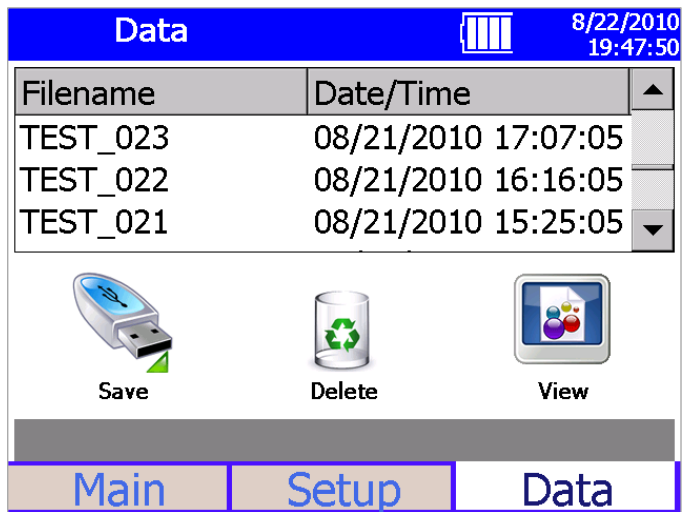 Data 8/22/2010
19:47:50
Filename Date/Time
TEST_023 08/21/2010 17:07:05
TEST_022 08/21/2010 16:16:05
TEST_021 08/21/2010 15:25:05
Save Delete View
Main Setup Data